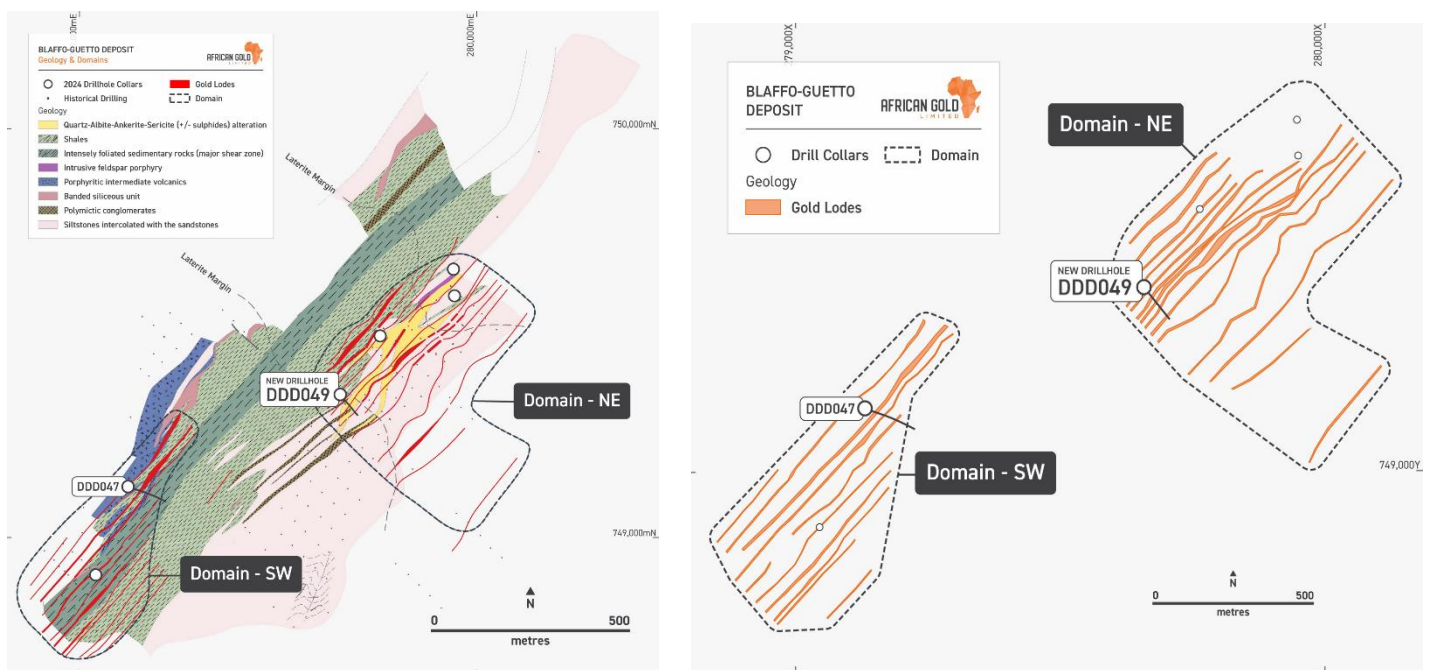 000mE
280,000mE
BLAFFO-GUETTO DEPOSIT
Geology & Domains
AFRICAN GOLD
LIMITED
2024 Drillhole Collars
Gold Lodes
Historical Drilling
Domain
Geology
Quartz-Albite-Ankerite-Sericite (+/- sulphides) alteration
Shales
Intensely foliated sedimentary rocks (major shear zone)
Intrusive feldspar porphyry
Porphyritic intermediate volcanics
Banded siliceous unit
Polymictic conglomerates
Siltstones intercolated with the sandstones
750,000mN
Laterite Margin
Laterite Margin
NEW DRILLHOLE
DDD049
Domain - NE
DDD047
749,000mN
Domain - SW
N
0 500
metres
279,000X
280,000X
BLAFFO-GUETTO
DEPOSIT
AFRICAN GOLD
LIMITED
Drill Collars
Domain
Geology
Gold Lodes
Domain - NE
NEW DRILLHOLE
DDD049
DDD047
Domain - SW
749,000Y
N
0 500
metres